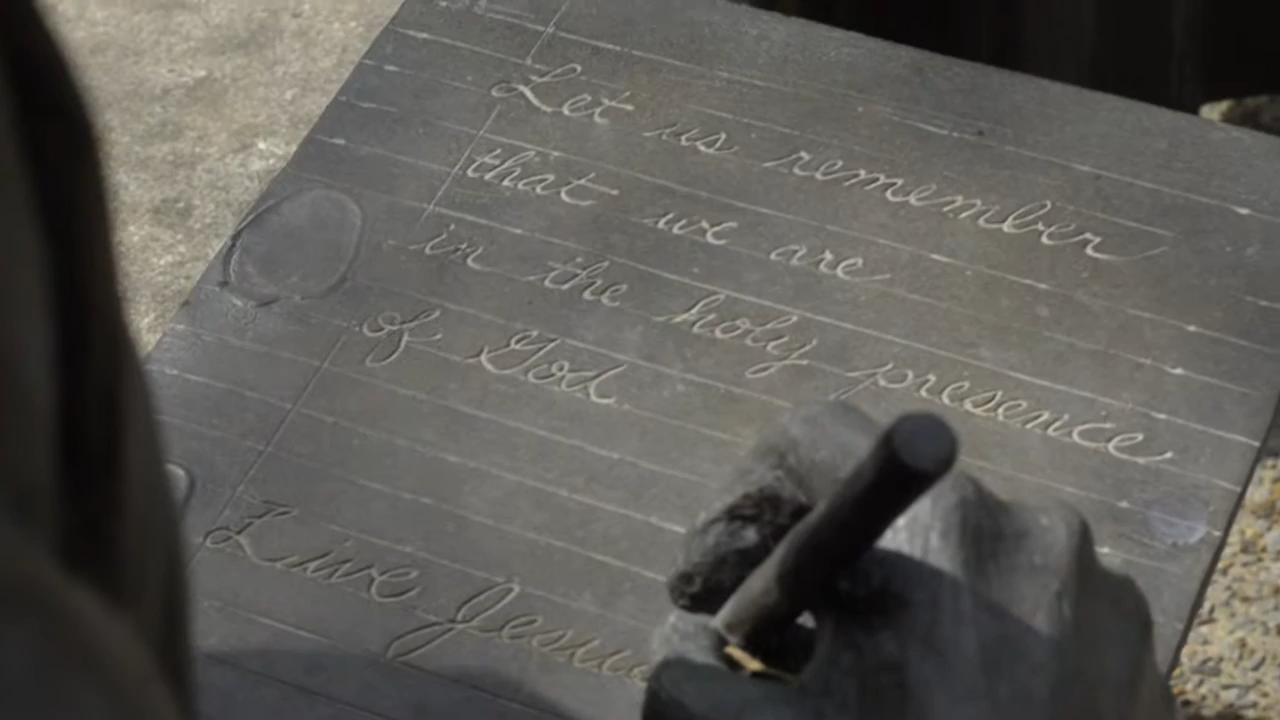 Let us remember
that we are
in the holy presence
of God
Live Jesus